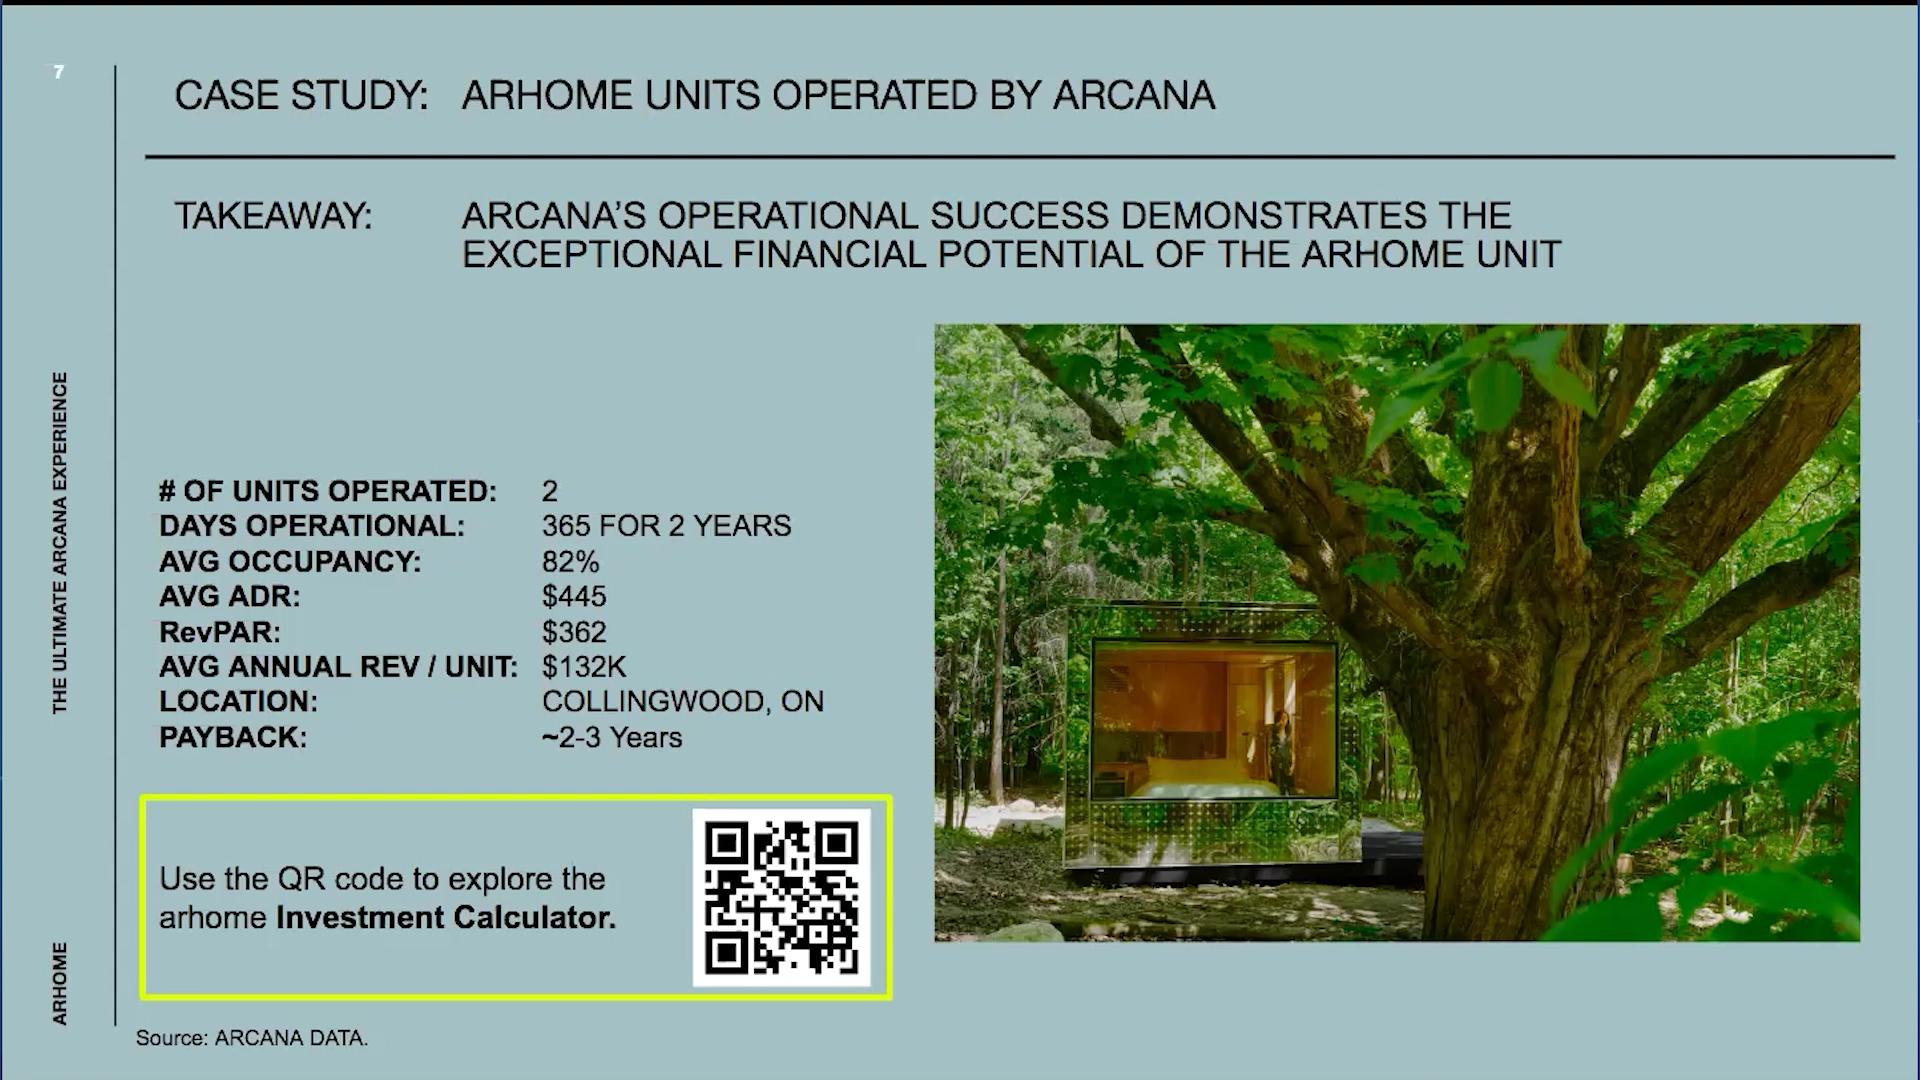 7
CASE STUDY: ARHOME UNITS OPERATED BY ARCANA
TAKEAWAY: ARCANA’S OPERATIONAL SUCCESS DEMONSTRATES THE
EXCEPTIONAL FINANCIAL POTENTIAL OF THE ARHOME UNIT
# OF UNITS OPERATED: 2
DAYS OPERATIONAL: 365 FOR 2 YEARS
AVG OCCUPANCY: 82%
AVG ADR: $445
RevPAR: $362
AVG ANNUAL REV / UNIT: $132K
LOCATION: COLLINGWOOD, ON
PAYBACK: ~2-3 Years
Use the QR code to explore the
arhome Investment Calculator.
Source: ARCANA DATA.
THE ULTIMATE ARCANA EXPERIENCE
ARHOME